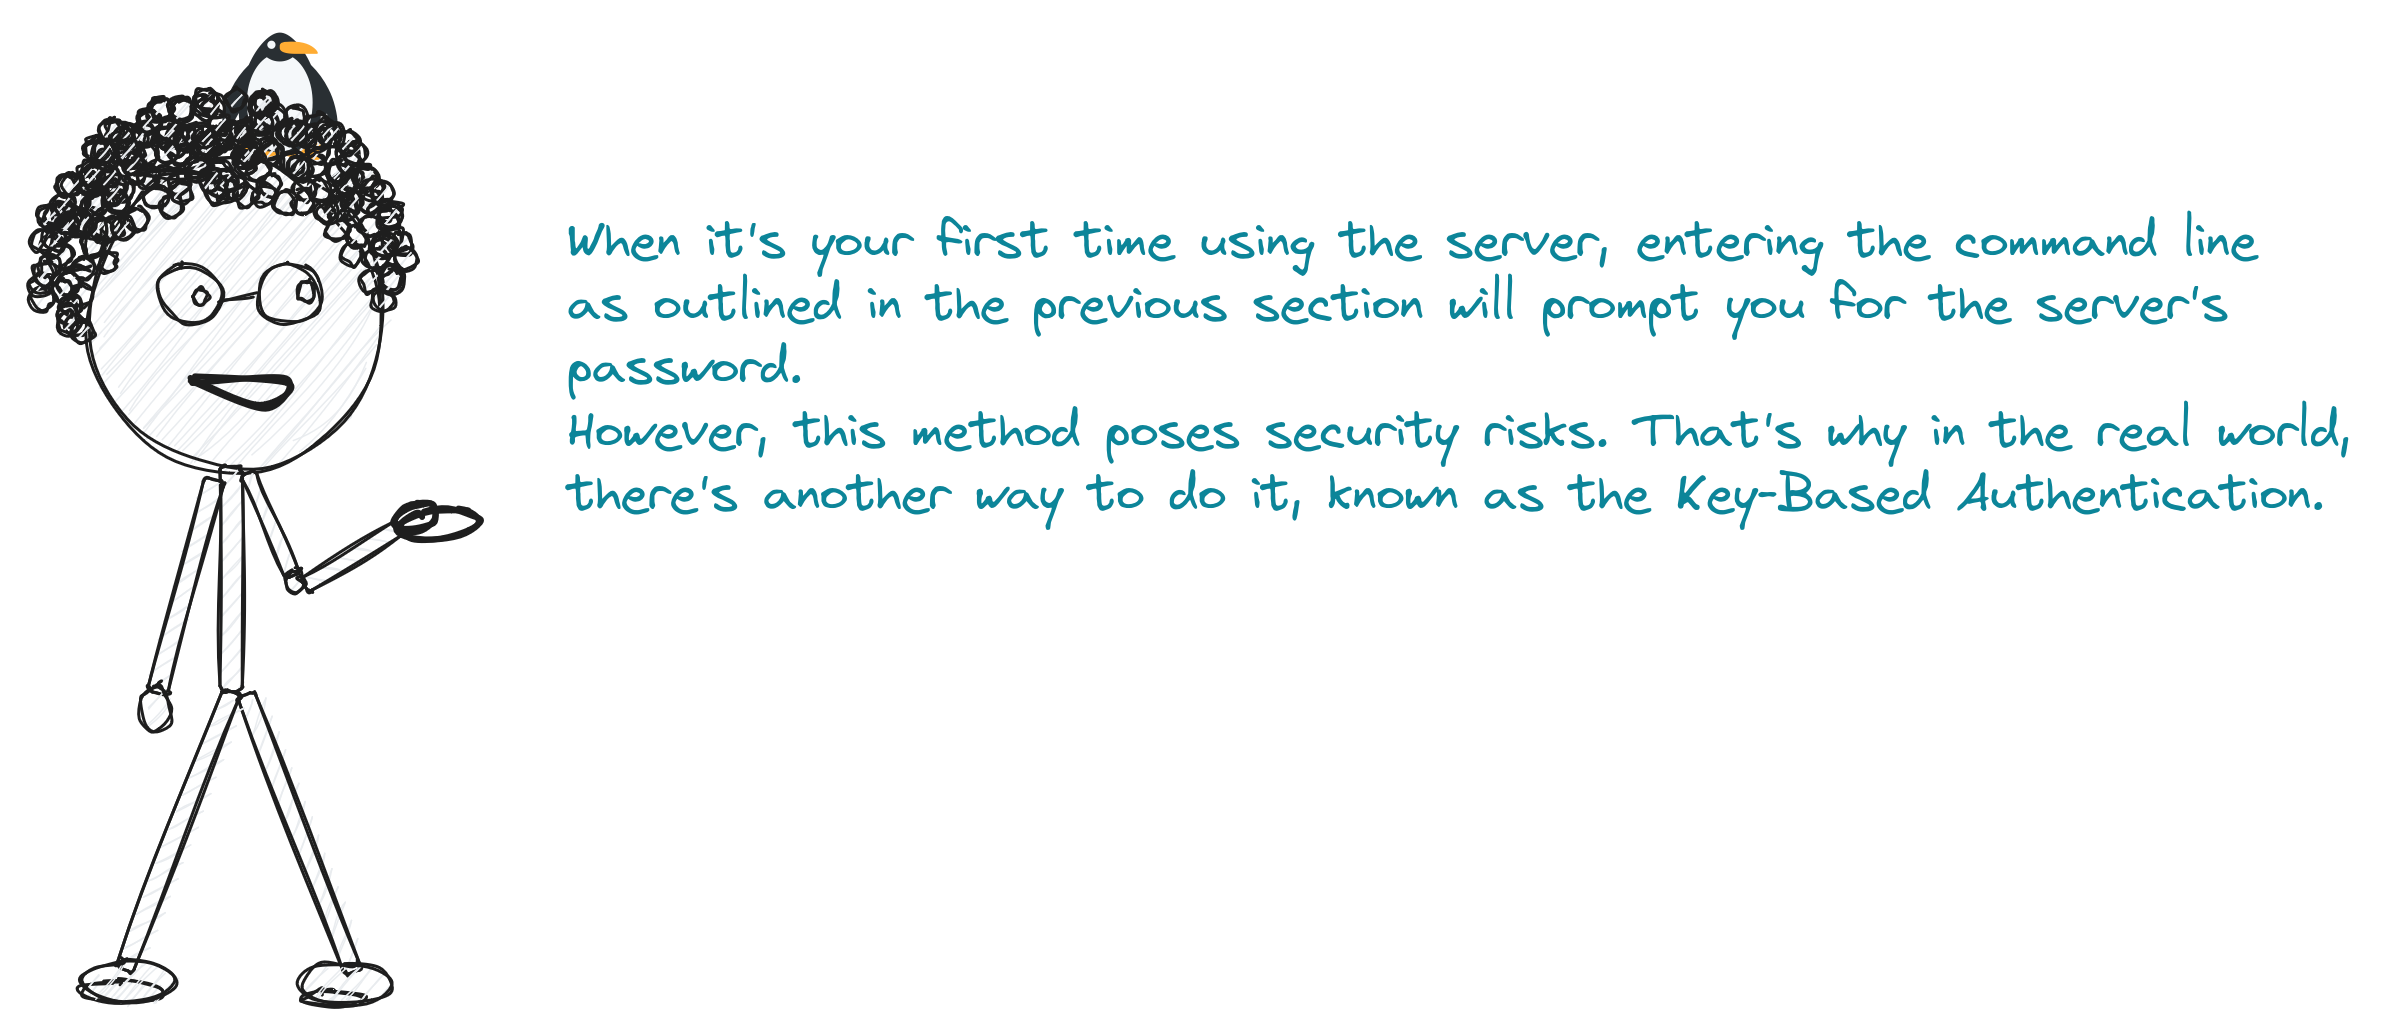 When it's your first time using the server, entering the command line
as outlined in the previous section will prompt you for the server's
password.
However, this method poses security risks. That's why in the real world,
there's another way to do it, known as the Key-Based Authentication.